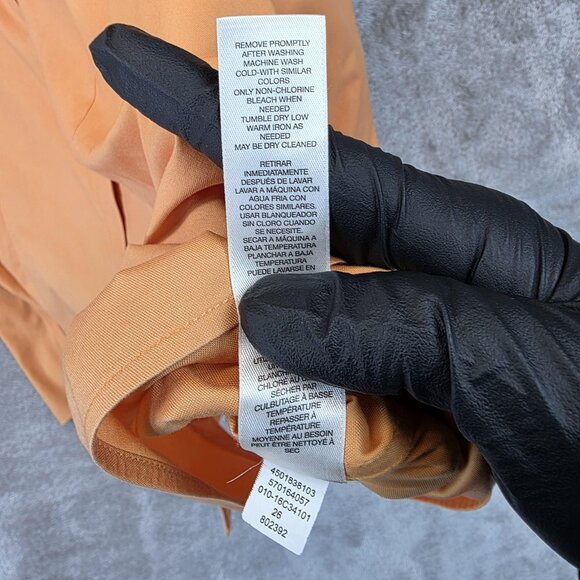 REMOVE PROMPTLY
AFTER WASHING
MACHINE WASH
COLD-WITH SIMILAR
COLORS
ONLY NON-CHLORINE
BLEACH WHEN
NEEDED
TUMBLE DRY LOW
WARM IRON AS
NEEDED
MAY BE DRY CLEANED
RETIRAR
INMEDIATAMENTE
DESPUÉS DE LAVAR
LAVAR A MÁQUINA CON
AGUA FRIA CON
COLORES SIMILARES.
USAR BLANQUEADOR
SIN CLORO CUANDO
SE NECESITE.
SECAR A MÁQUINA A
BAJA TEMPERATURA
PLANCHAR A BAJA
TEMPERATURA
PUEDE LAVARSE EN
CHLORÉ AU
SÉCHER PAR
CULBUTAGE À BASSE
TEMPÉRATURE
REPASSER À
TEMPÉRATURE
MOYENNE AU BESOIN
PEUT ÊTRE NETTOYÉ À
SEC
4501838103
570164057
010-16C34101
26
802392